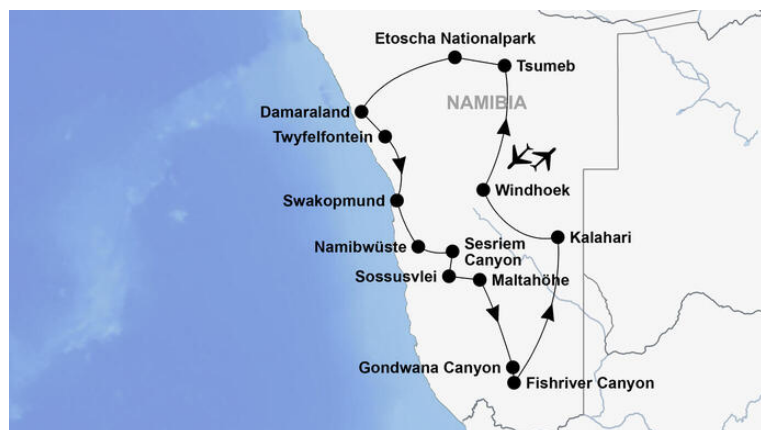 Etoscha Nationalpark
Tsumeb
NAMIBIA
Damaraland
Twyfelfontein
Windhoek
Swakopmund
Kalahari
Namibwüste
Sesriem
Canyon
Sossusvlei
Maltahöhe
Gondwana Canyon
Fishriver Canyon